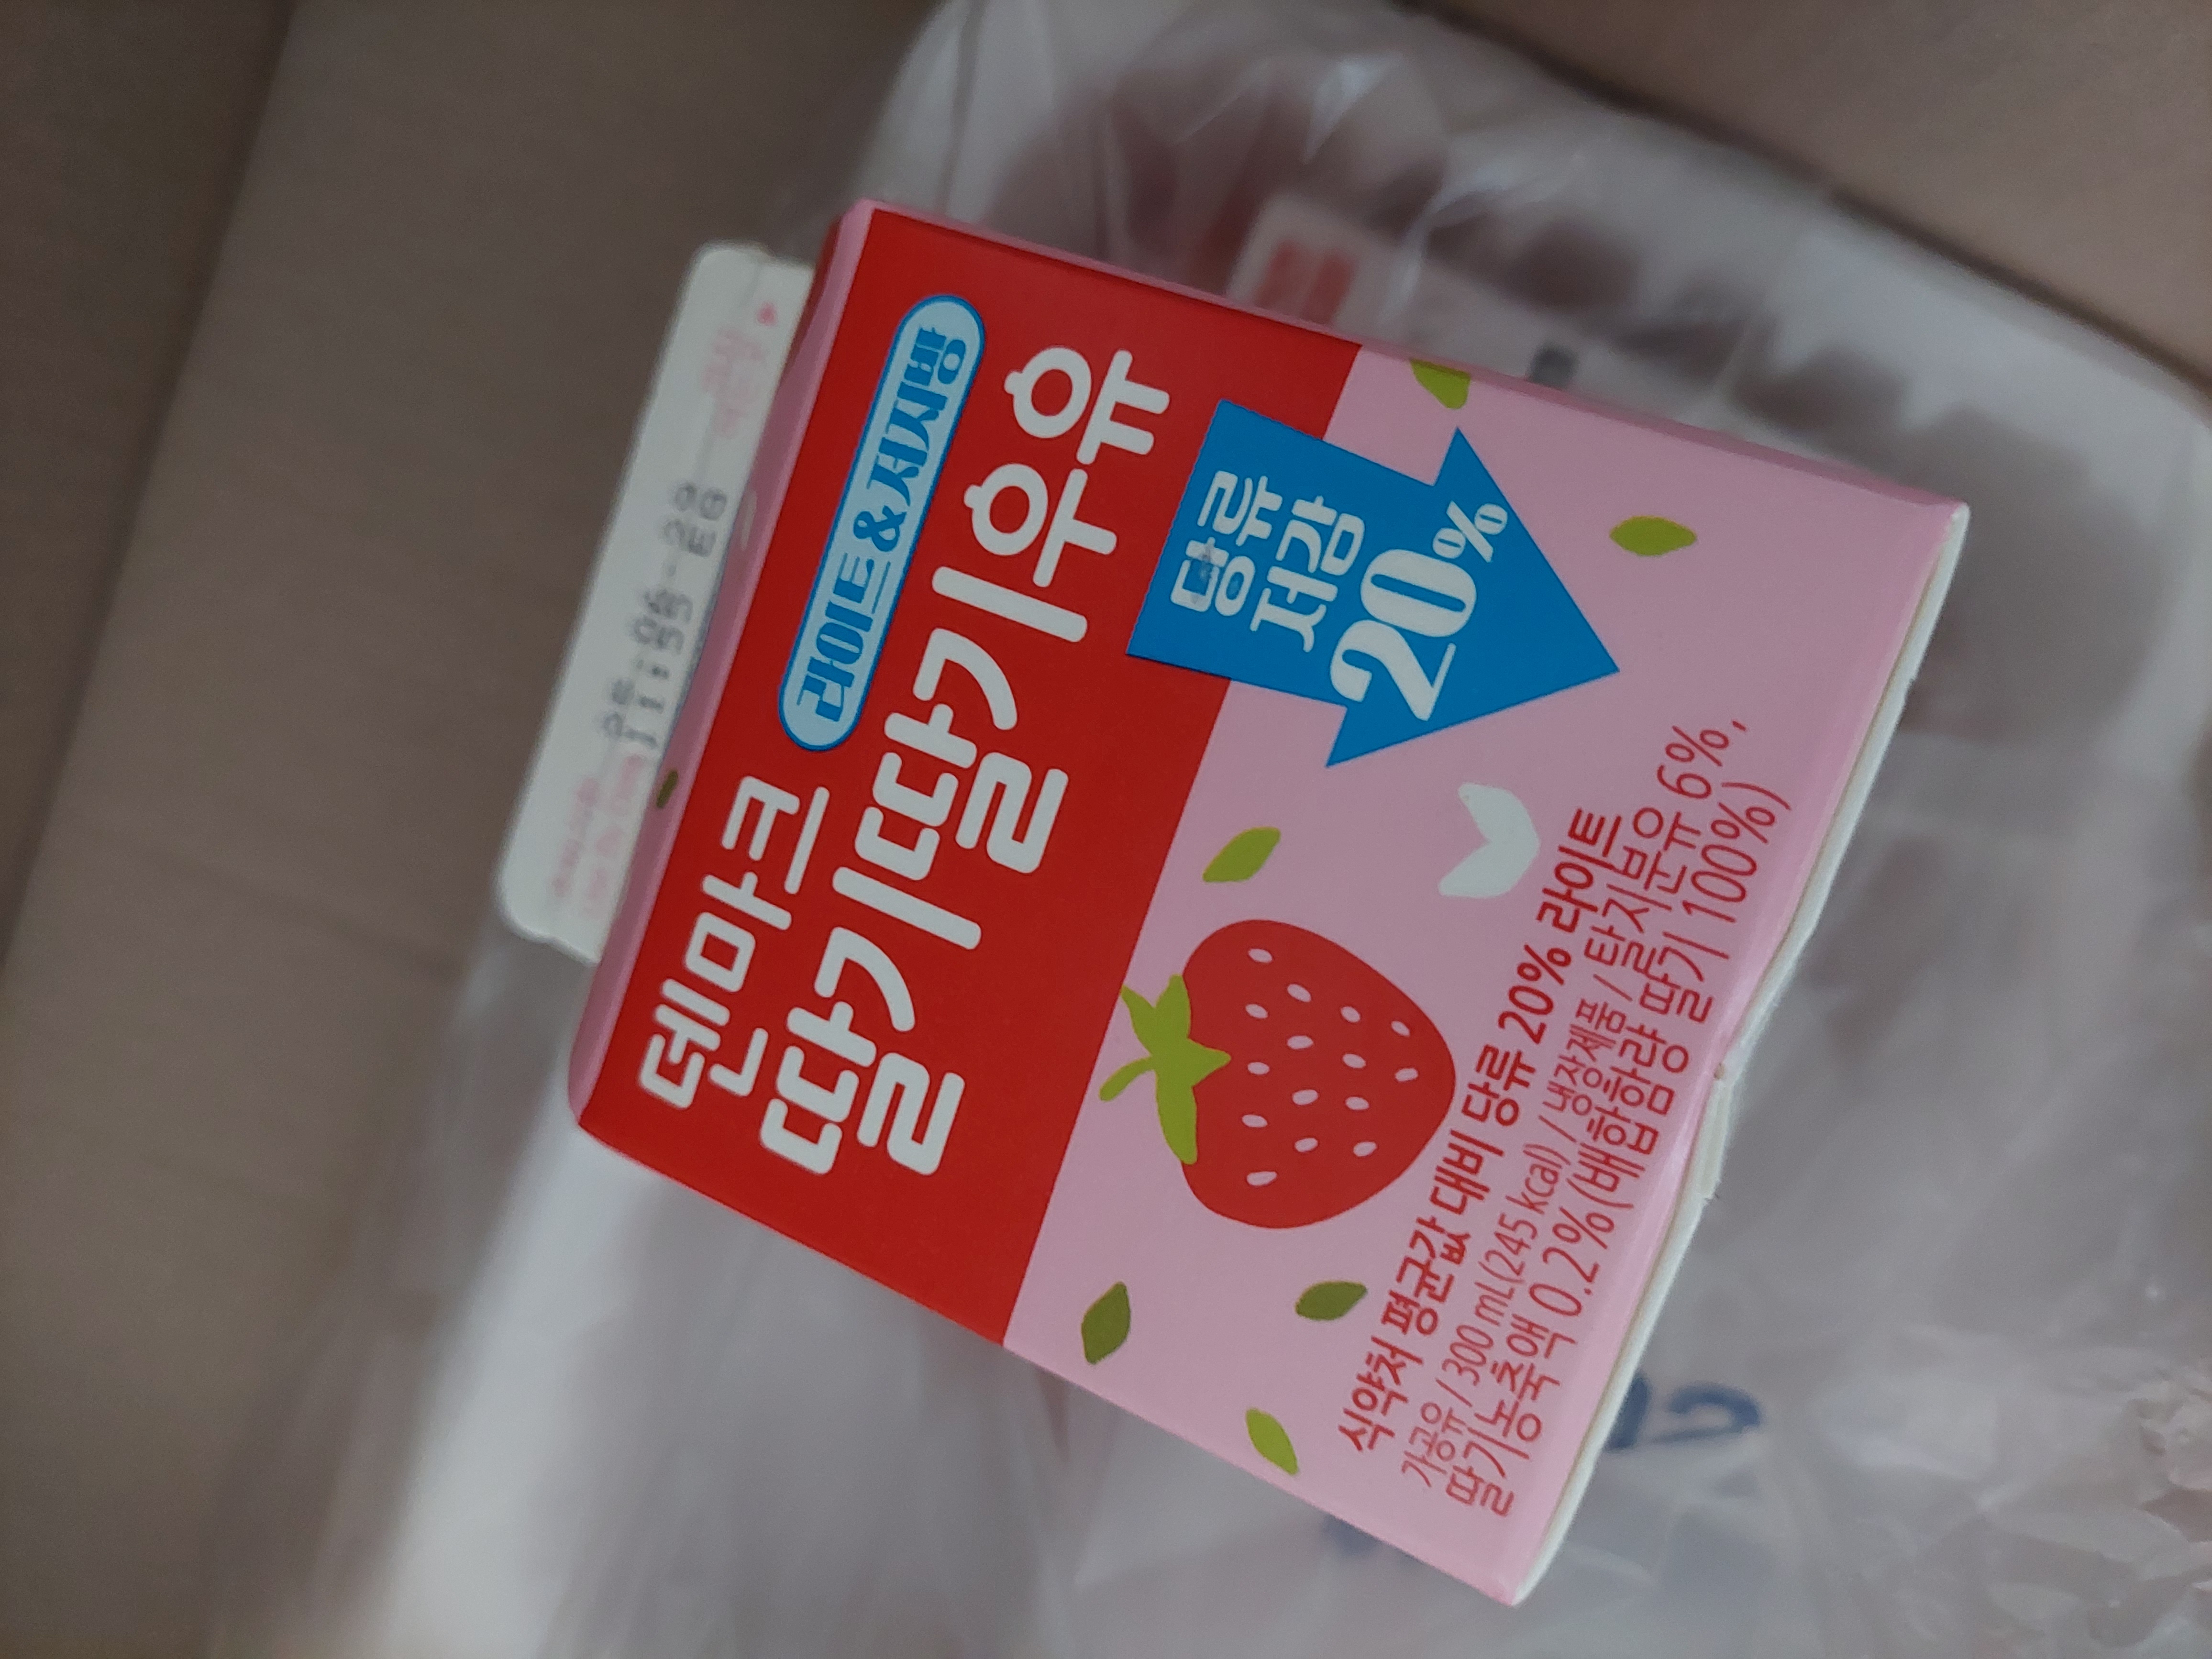 덴마크
라이트&저지방
딸기딸기우유
당류
저감
20%
식약처 평균값 대비 당류 20% 라이트
가공유 / 300 mL(245 kcal) / 냉장제품 / 탈지분유 6%,
딸기농축액 0.2%(배합함량 딸기 100%)